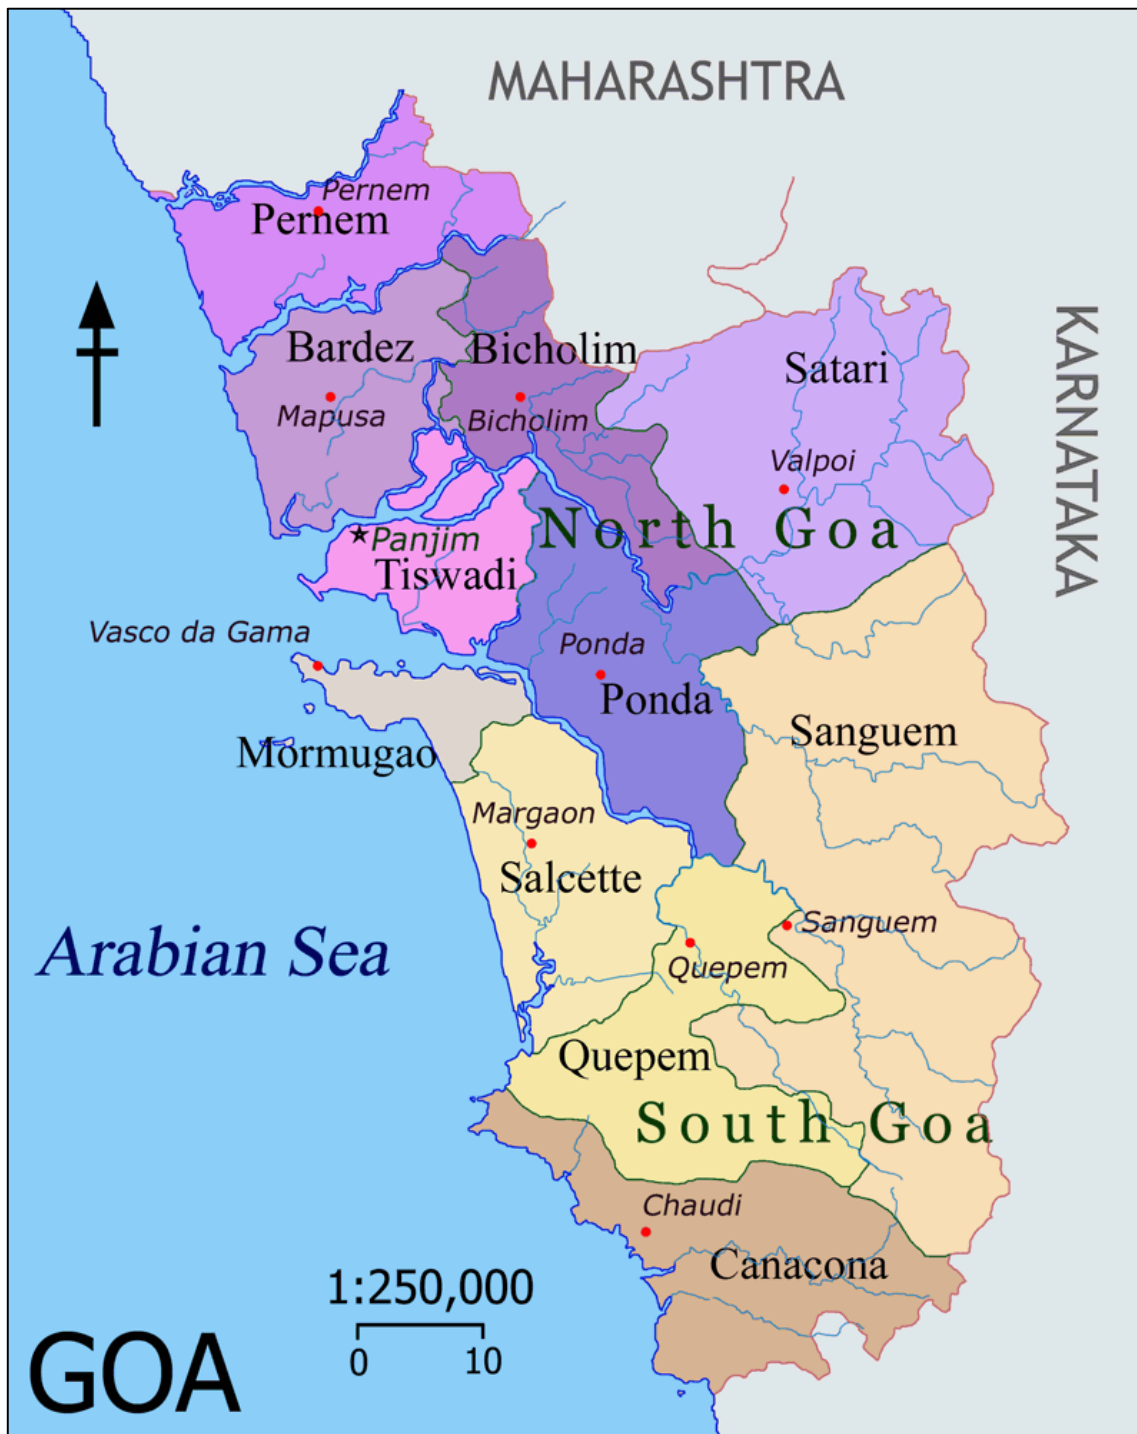 MAHARASHTRA
Pernem
Pernem
KARNATAKA
Bardez
Bicholim
Satari
Mapusa
Bicholim
Valpoi
North Goa
Panjim
Tiswadi
Vasco da Gama
Ponda
Ponda
Sanguem
Mormugao
Margaon
Salcette
Sanguem
Arabian Sea
Quepem
Quepem
South Goa
Chaudi
Canacona
1:250,000
0 10
GOA